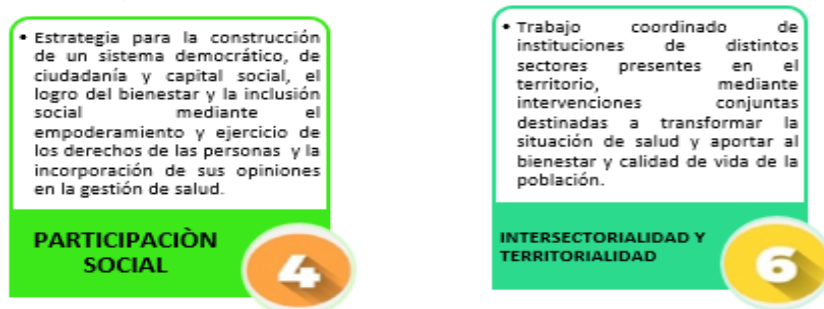 • Estrategia para la construcción
de un sistema democrático, de
ciudadanía y capital social, el
logro del bienestar y la inclusión
social mediante el
empoderamiento y ejercicio de
los derechos de las personas y la
incorporación de sus opiniones
en la gestión de salud.
PARTICIPACIÒN
SOCIAL
4
• Trabajo coordinado de
instituciones de distintos
sectores presentes en el
territorio, mediante
intervenciones conjuntas
destinadas a transformar la
situación de salud y aportar al
bienestar y calidad de vida de la
población.
INTERSECTORIALIDAD Y
TERRITORIALIDAD
6